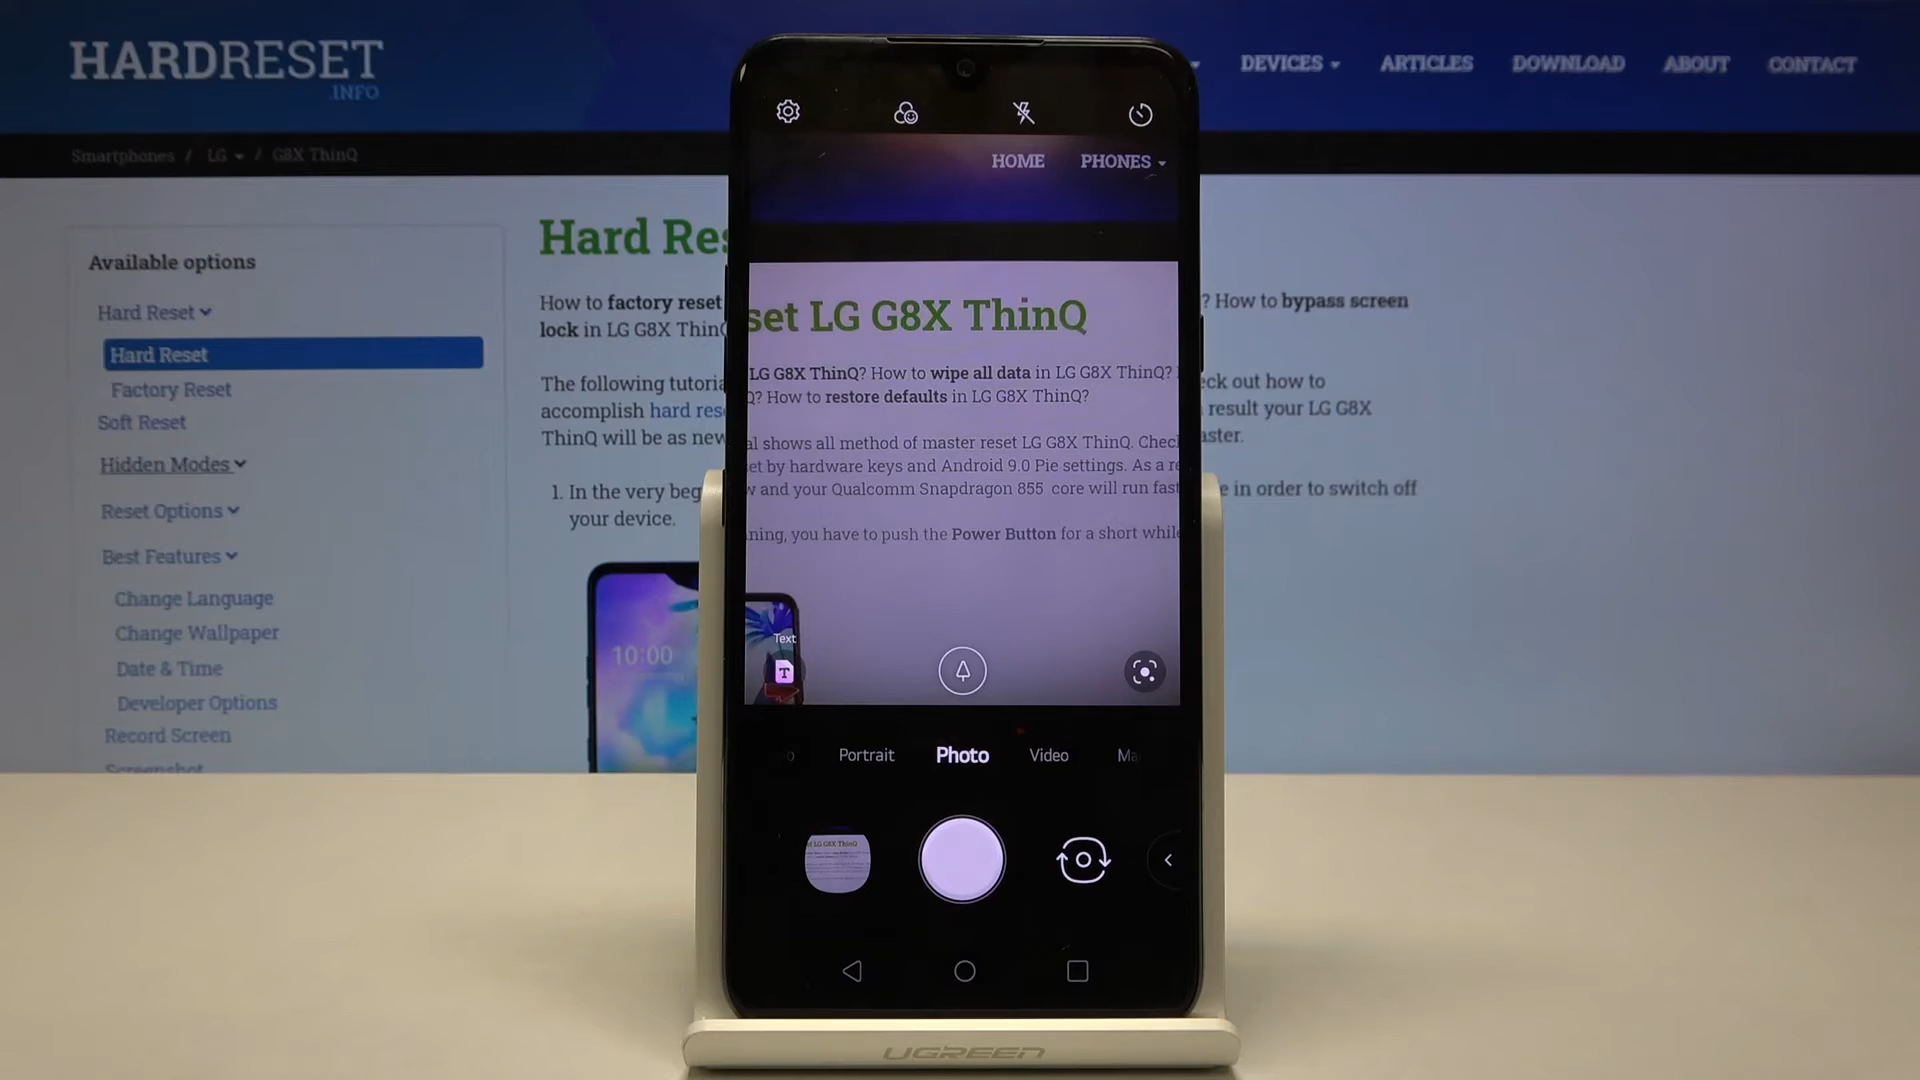 HARDRESET
.INFO
DEVICES
ARTICLES
DOWNLOAD
ABOUT
CONTACT
Smartphones / LG / G8X ThinQ
Available options
Hard Reset
Hard Reset
Factory Reset
Soft Reset
Hidden Modes
Reset Options
Best Features
Change Language
Change Wallpaper
Date & Time
Developer Options
Record Screen
Screenshot
Hard Res
How to factory reset
lock in LG G8X ThinQ
The following tutoria
accomplish hard res
ThinQ will be as new
1. In the very beg
your device.
10:00
? How to bypass screen
eck out how to
result your LG G8X
aster.
e in order to switch off
HOME
PHONES
set LG G8X ThinQ
LG G8X ThinQ? How to wipe all data in LG G8X ThinQ?
Q? How to restore defaults in LG G8X ThinQ?
al shows all method of master reset LG G8X ThinQ. Chec
et by hardware keys and Android 9.0 Pie settings. As a re
w and your Qualcomm Snapdragon 855 core will run fast
ning, you have to push the Power Button for a short while
Text
T
o
Portrait
Photo
Video
Ma
UGREEN